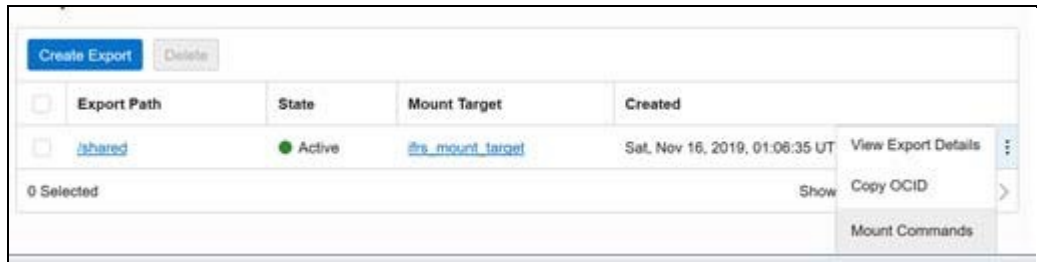 Create Export Delete
Export Path State Mount Target Created
/shared Active ifrs_mount_target Sat, Nov 16, 2019, 01:06:35 UT View Export Details
0 Selected Show Copy OCID
Mount Commands